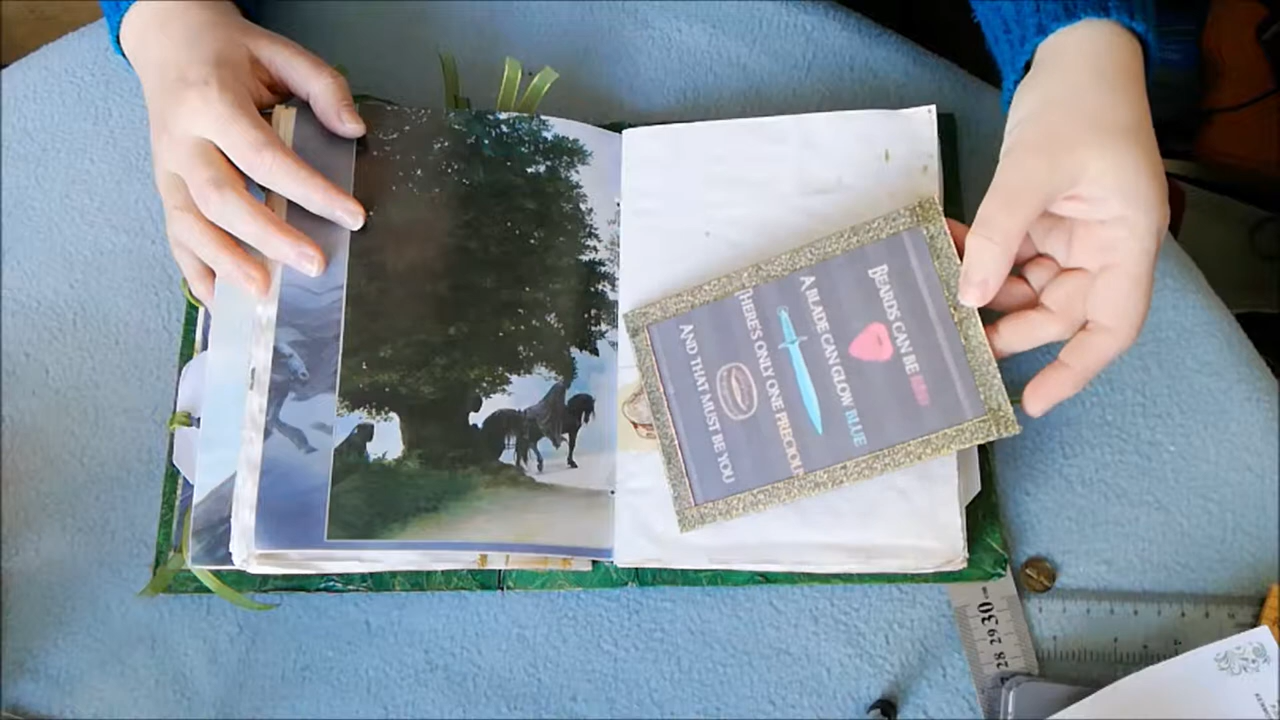 BEARDS CAN BE RED
A BLADE CAN GLOW BLUE
THERE'S ONLY ONE PRECIOUS
AND THAT MUST BE YOU
28 29 30